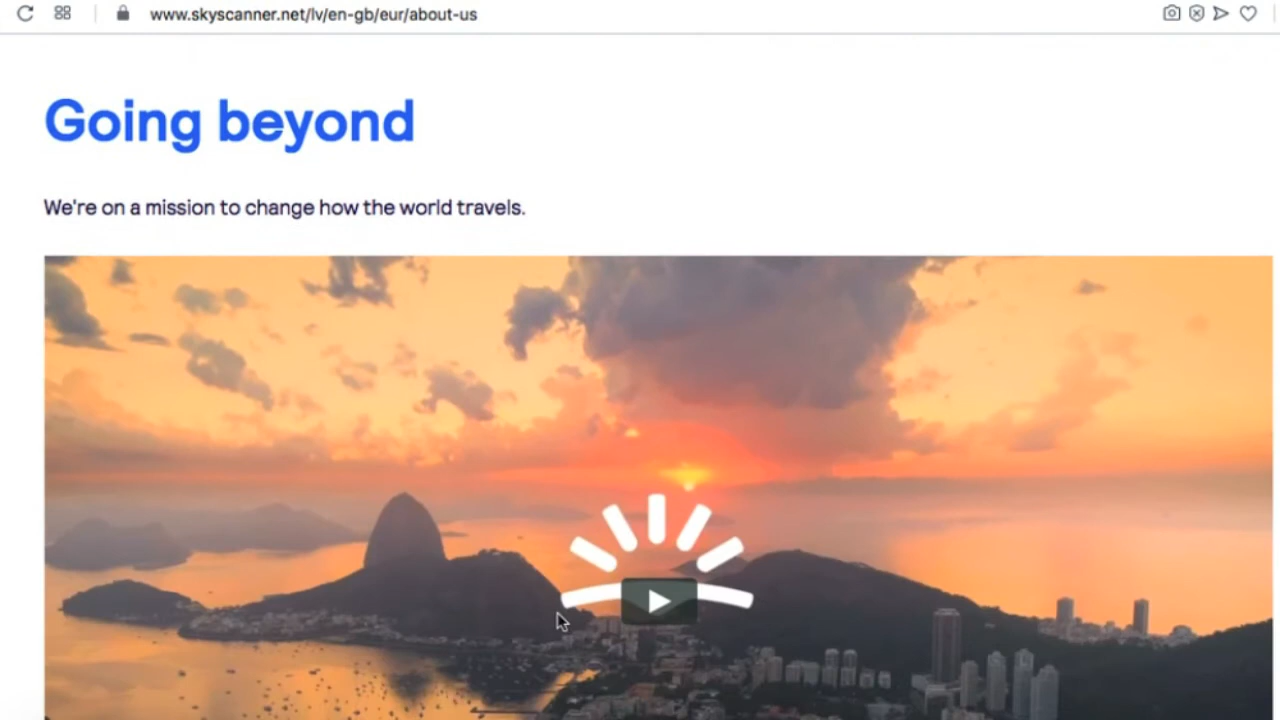 www.skyscanner.net/lv/en-gb/eur/about-us
Going beyond
We're on a mission to change how the world travels.